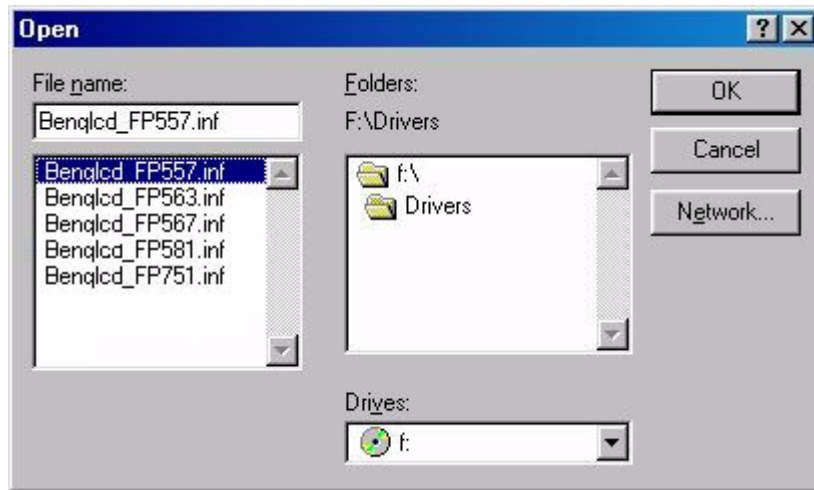 Open
File name:
Benqlcd_FP557.inf
Benqlcd_FP557.inf
Benqlcd_FP563.inf
Benqlcd_FP567.inf
Benqlcd_FP581.inf
Benqlcd_FP751.inf
Folders:
F:\Drivers
f:\
Drivers
Drives:
f:
OK
Cancel
Network...